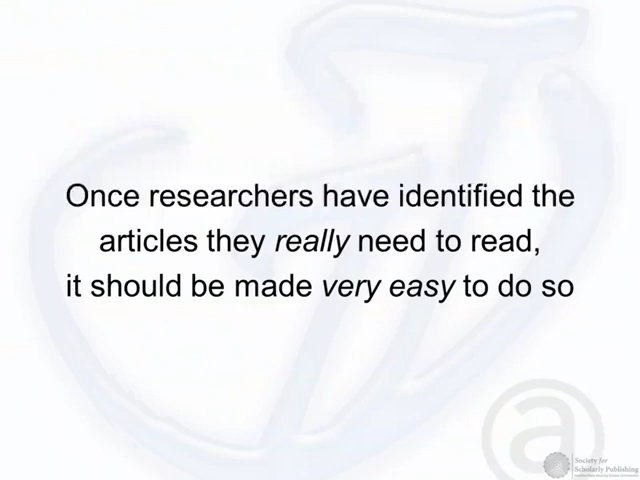 Once researchers have identified the
articles they really need to read,
it should be made very easy to do so
a
Society for
Scholarly Publishing